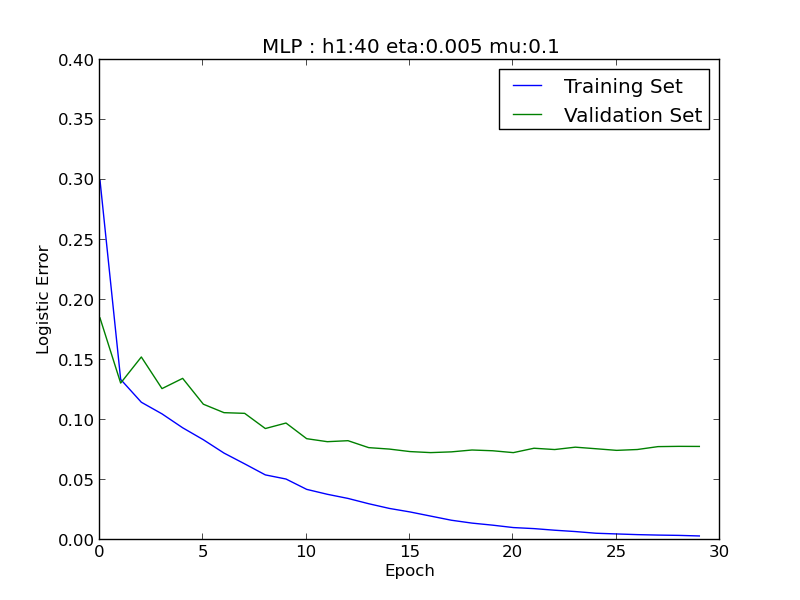 MLP : h1:40 eta:0.005 mu:0.1
0.40
0.35
0.30
0.25
0.20
0.15
0.10
0.05
0.00
Logistic Error
Training Set
Validation Set
0 5 10 15 20 25 30
Epoch